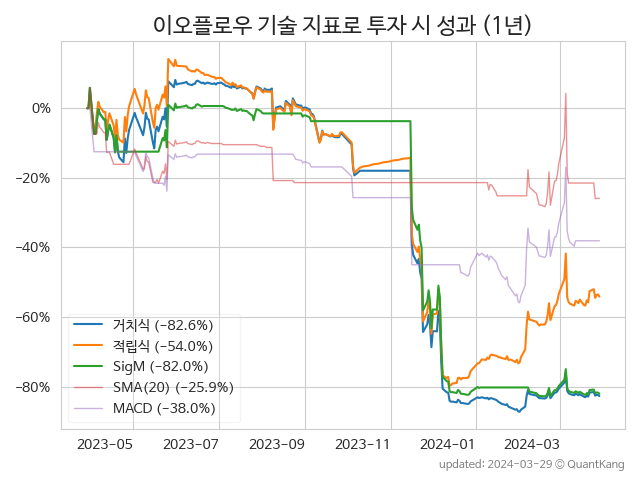 이오플로우 기술 지표로 투자 시 성과 (1년)
0%
−20%
−40%
−60%
−80%
거치식 (−82.6%)
적립식 (−54.0%)
SigM (−82.0%)
SMA(20) (−25.9%)
MACD (−38.0%)
2023−05
2023−07
2023−09
2023−11
2024−01
2024−03
updated: 2024−03−29 © QuantKang